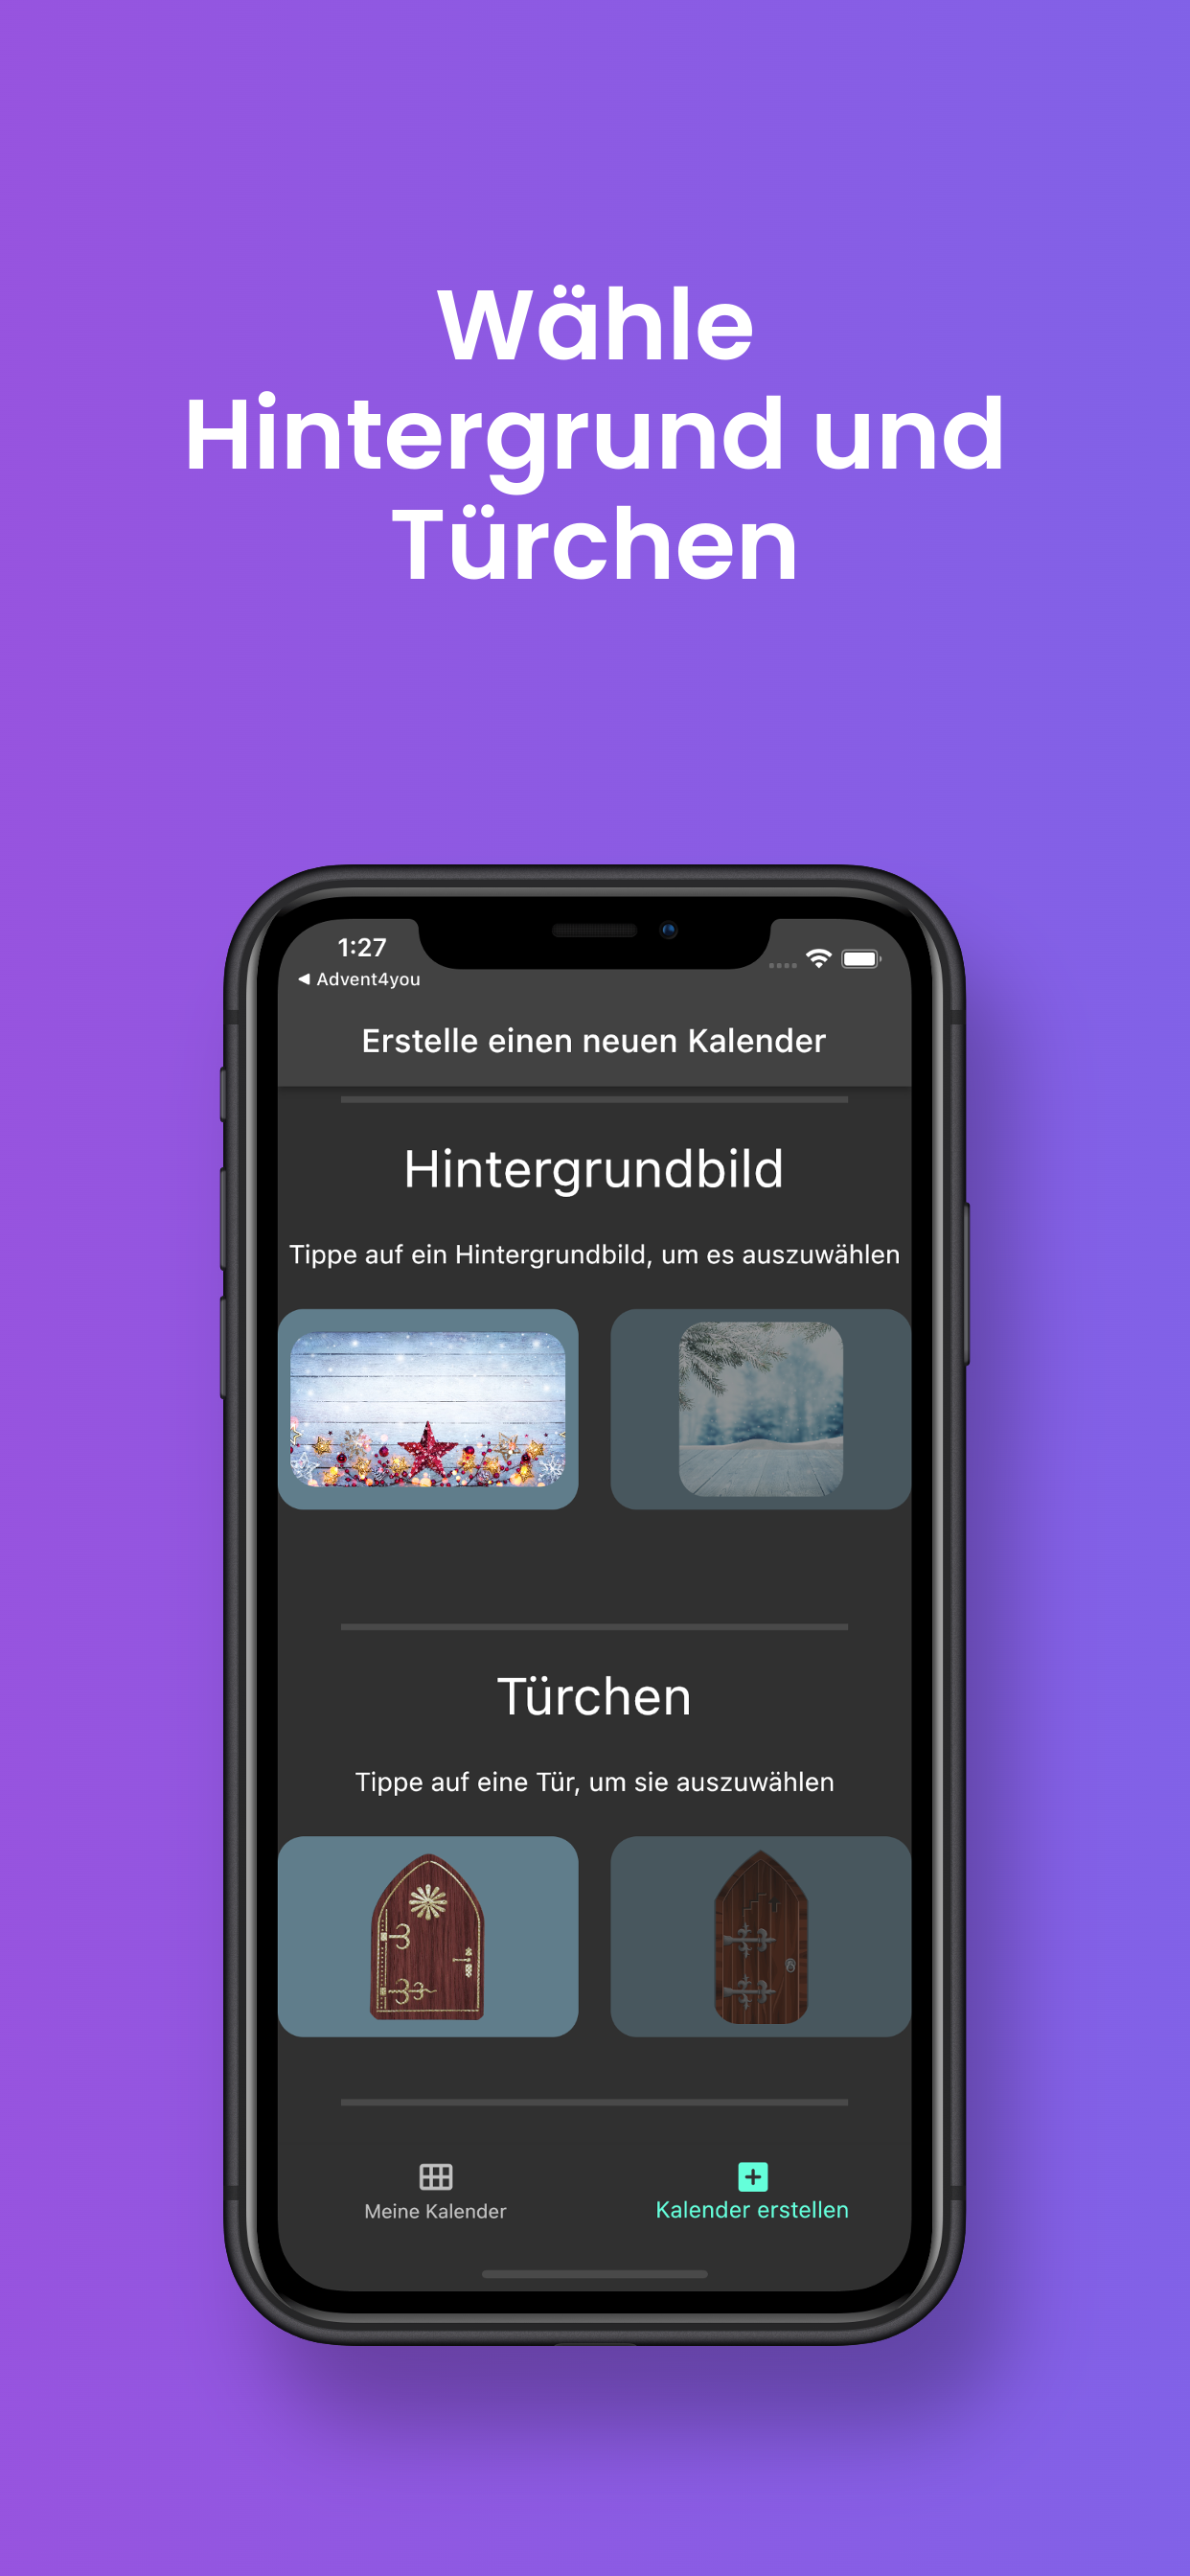 Wähle
Hintergrund und
Türchen
1:27
◀ Advent4you
Erstelle einen neuen Kalender
Hintergrundbild
Tippe auf ein Hintergrundbild, um es auszuwählen
Türchen
Tippe auf eine Tür, um sie auszuwählen
Meine Kalender
Kalender erstellen